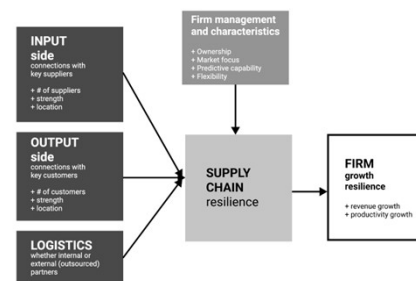 INPUT
side
connections with
key suppliers
+ # of suppliers
+ strength
+ location
OUTPUT
side
connections with
key customers
+ # of customers
+ strength
+ location
LOGISTICS
whether internal or
external (outsourced)
partners
Firm management
and characteristics
+ Ownership
+ Market focus
+ Predictive capability
+ Flexibility
SUPPLY
CHAIN
resilience
FIRM
growth
resilience
+ revenue growth
+ productivity growth